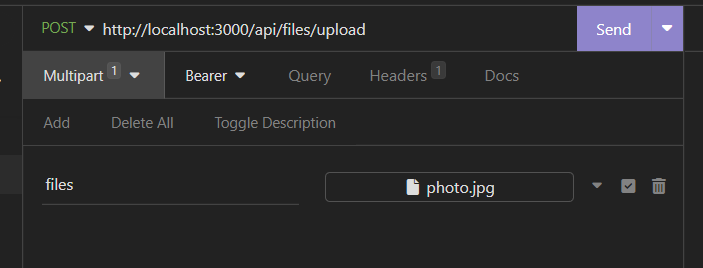 POST http://localhost:3000/api/files/upload Send
Multipart 1 Bearer Query Headers 1 Docs
Add Delete All Toggle Description
files photo.jpg